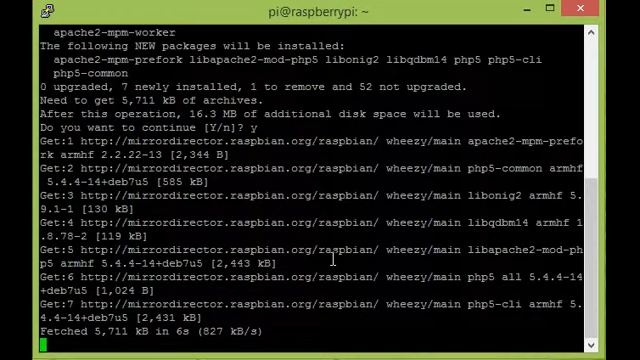 pi@raspberrypi: ~
apache2-mpm-worker
The following NEW packages will be installed:
apache2-mpm-prefork libapache2-mod-php5 libonig2 libqdbm14 php5 php5-cli
php5-common
0 upgraded, 7 newly installed, 1 to remove and 52 not upgraded.
Need to get 5,711 kB of archives.
After this operation, 16.3 MB of additional disk space will be used.
Do you want to continue [Y/n]? y
Get:1 http://mirrordirector.raspbian.org/raspbian/ wheezy/main apache2-mpm-prefo
rk armhf 2.2.22-13 [2,344 B]
Get:2 http://mirrordirector.raspbian.org/raspbian/ wheezy/main php5-common armhf
5.4.4-14+deb7u5 [585 kB]
Get:3 http://mirrordirector.raspbian.org/raspbian/ wheezy/main libonig2 armhf 5.
9.1-1 [130 kB]
Get:4 http://mirrordirector.raspbian.org/raspbian/ wheezy/main libqdbm14 armhf 1
.8.78-2 [119 kB]
Get:5 http://mirrordirector.raspbian.org/raspbian/ wheezy/main libapache2-mod-ph
p5 armhf 5.4.4-14+deb7u5 [2,443 kB]
Get:6 http://mirrordirector.raspbian.org/raspbian/ wheezy/main php5 all 5.4.4-14
+deb7u5 [1,024 B]
Get:7 http://mirrordirector.raspbian.org/raspbian/ wheezy/main php5-cli armhf 5.
4.4-14+deb7u5 [2,431 kB]
Fetched 5,711 kB in 6s (827 kB/s)